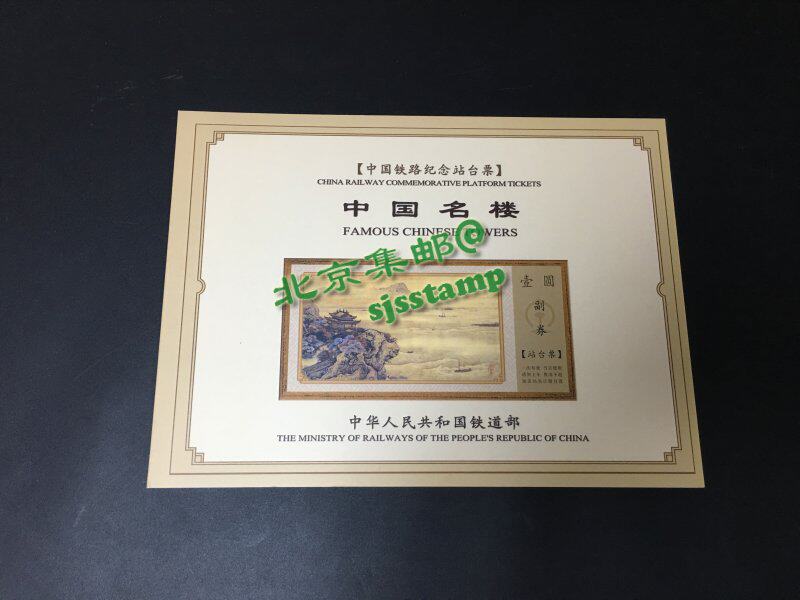 【中国铁路纪念站台票】
CHINA RAILWAY COMMEMORATIVE PLATFORM TICKETS
中国名楼
FAMOUS CHINESE TOWERS
北京集邮@
sjsstamp
壹圆
副
券
【站台票】
中华人民共和国铁道部
THE MINISTRY OF RAILWAYS OF THE PEOPLE'S REPUBLIC OF CHINA